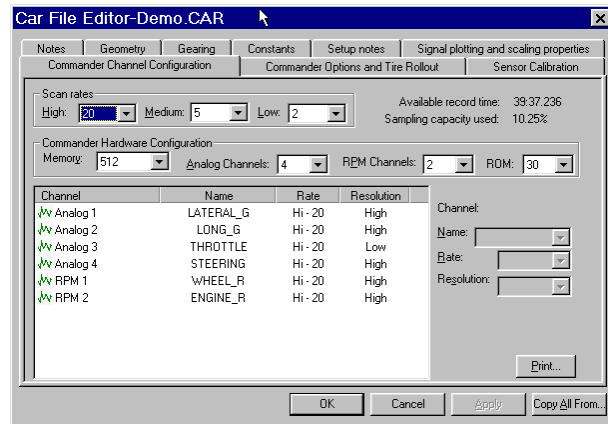 Car File Editor-Demo.CAR
Notes Geometry Gearing Constants Setup notes Signal plotting and scaling properties
Commander Channel Configuration Commander Options and Tire Rollout Sensor Calibration
Scan rates
High: 20 Medium: 5 Low: 2
Available record time: 39:37.236
Sampling capacity used: 10.25%
Commander Hardware Configuration
Memory: 512 Analog Channels: 4 RPM Channels: 2 ROM: 30
Channel Name Rate Resolution
Analog 1 LATERAL_G Hi - 20 High
Analog 2 LONG_G Hi - 20 High
Analog 3 THROTTLE Hi - 20 Low
Analog 4 STEERING Hi - 20 High
RPM 1 WHEEL_R Hi - 20 High
RPM 2 ENGINE_R Hi - 20 High
Channel:
Name:
Rate:
Resolution:
Print...
OK Cancel Apply Copy All From...